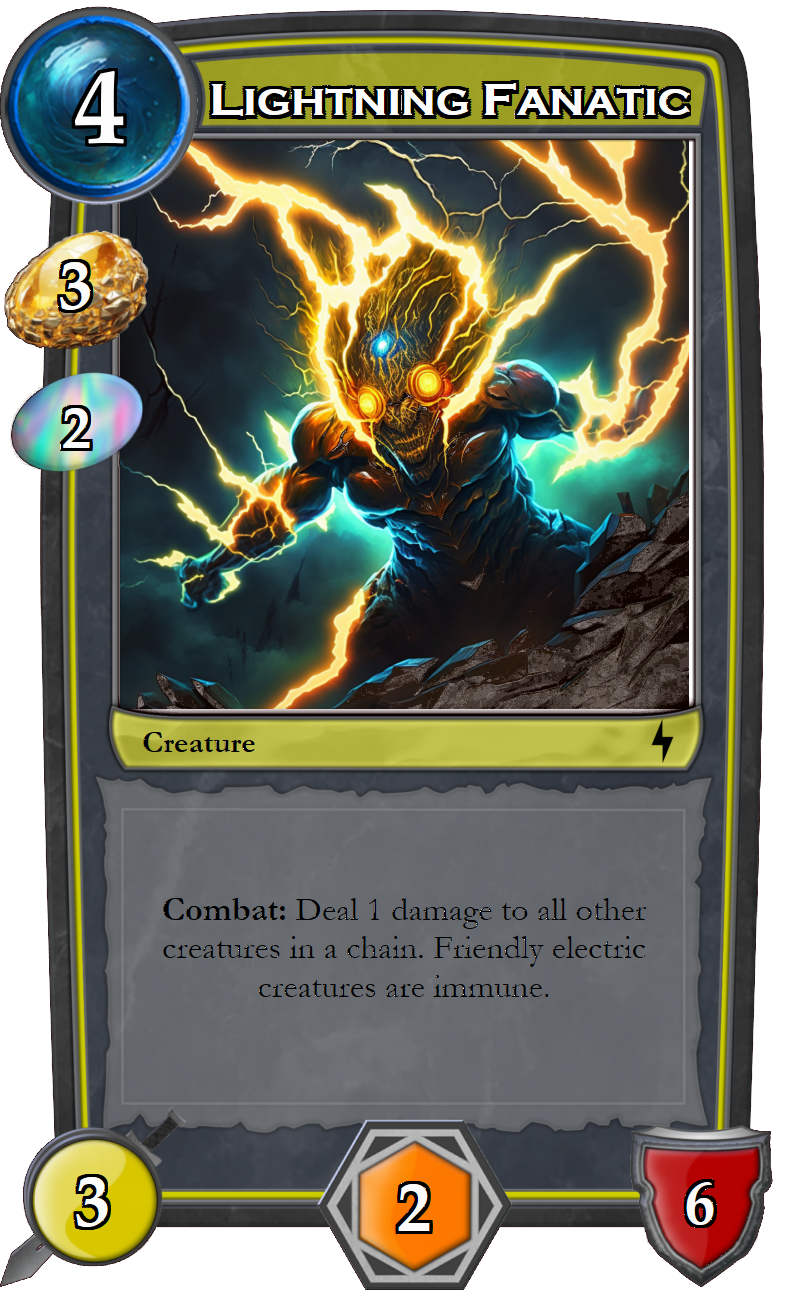 4
Lightning Fanatic
3
2
Creature
Combat: Deal 1 damage to all other
creatures in a chain. Friendly electric
creatures are immune.
3
2
6